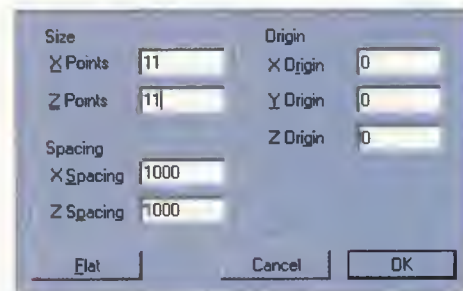 Size
X Points 11
Z Points 11
Spacing
X Spacing 1000
Z Spacing 1000
Origin
X Origin 0
Y Origin 0
Z Origin 0
Flat
Cancel
OK